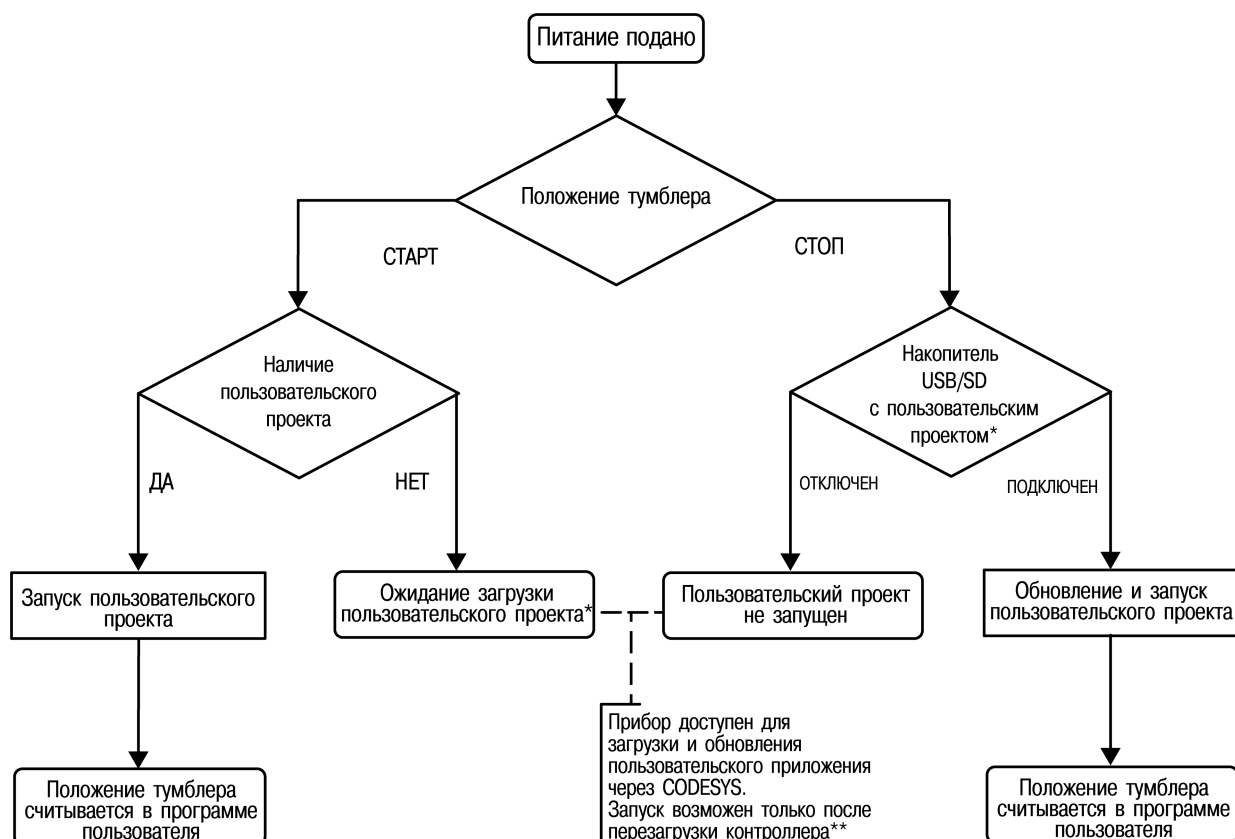 Питание подано
Положение тумблера
СТАРТ
СТОП
Наличие
пользовательского
проекта
Накопитель
USB/SD
с пользовательским
проектом*
ДА
НЕТ
ОТКЛЮЧЕН
ПОДКЛЮЧЕН
Запуск пользовательского
проекта
Ожидание загрузки
пользовательского проекта*
Пользовательский проект
не запущен
Обновление и запуск
пользовательского проекта
Положение тумблера
считывается в программе
пользователя
Прибор доступен для
загрузки и обновления
пользовательского приложения
через CODESYS.
Запуск возможен только после
перезагрузки контроллера**
Положение тумблера
считывается в программе
пользователя